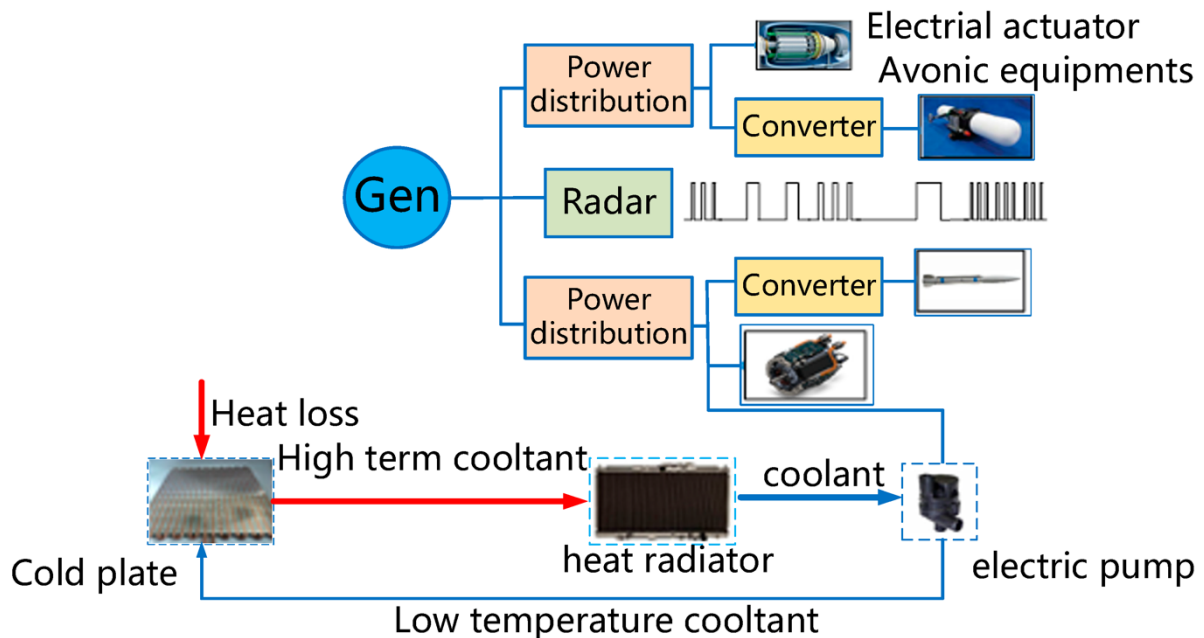 Electrial actuator
Avonic equipments
Power
distribution
Converter
Gen
Radar
Power
distribution
Converter
Heat loss
High term cooltant
coolant
heat radiator
Cold plate
electric pump
Low temperature cooltant